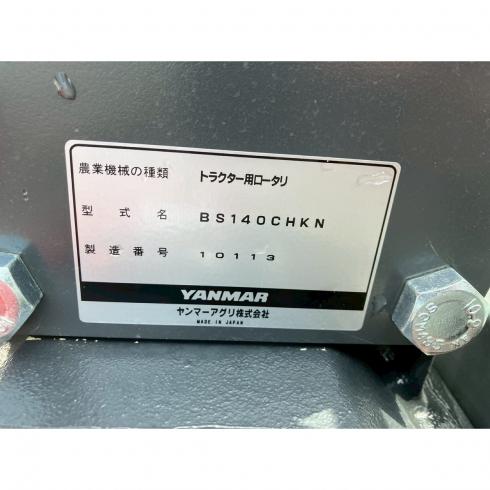 農業機械の種類 トラクター用ロータリ
型式名 BS140CHKN
製造番号 10113
YANMAR
ヤンマーアグリ株式会社
MADE IN JAPAN
10.9